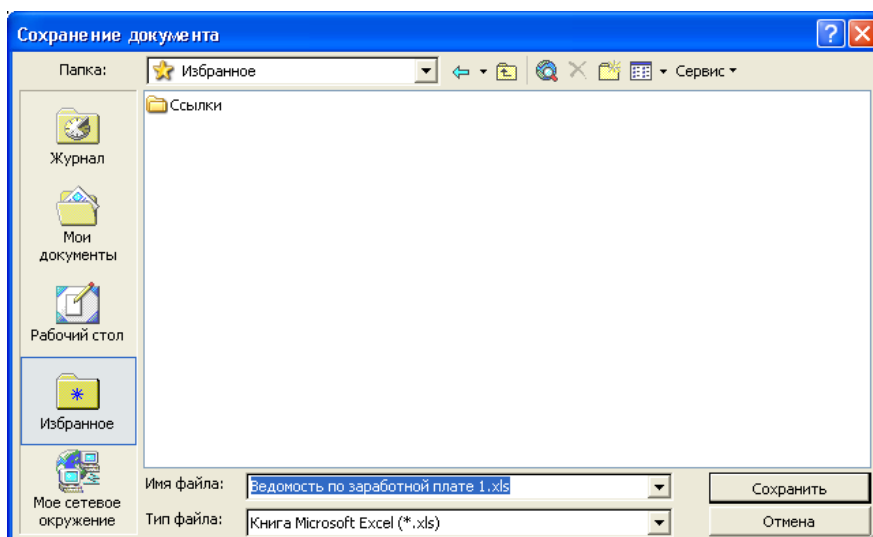 Сохранение документа
Папка: Избранное Сервис
Ссылки
Журнал
Мои
документы
Рабочий стол
Избранное
Мое сетевое
окружение
Имя файла: Ведомость по заработной плате 1.xls Сохранить
Тип файла: Книга Microsoft Excel (*.xls) Отмена